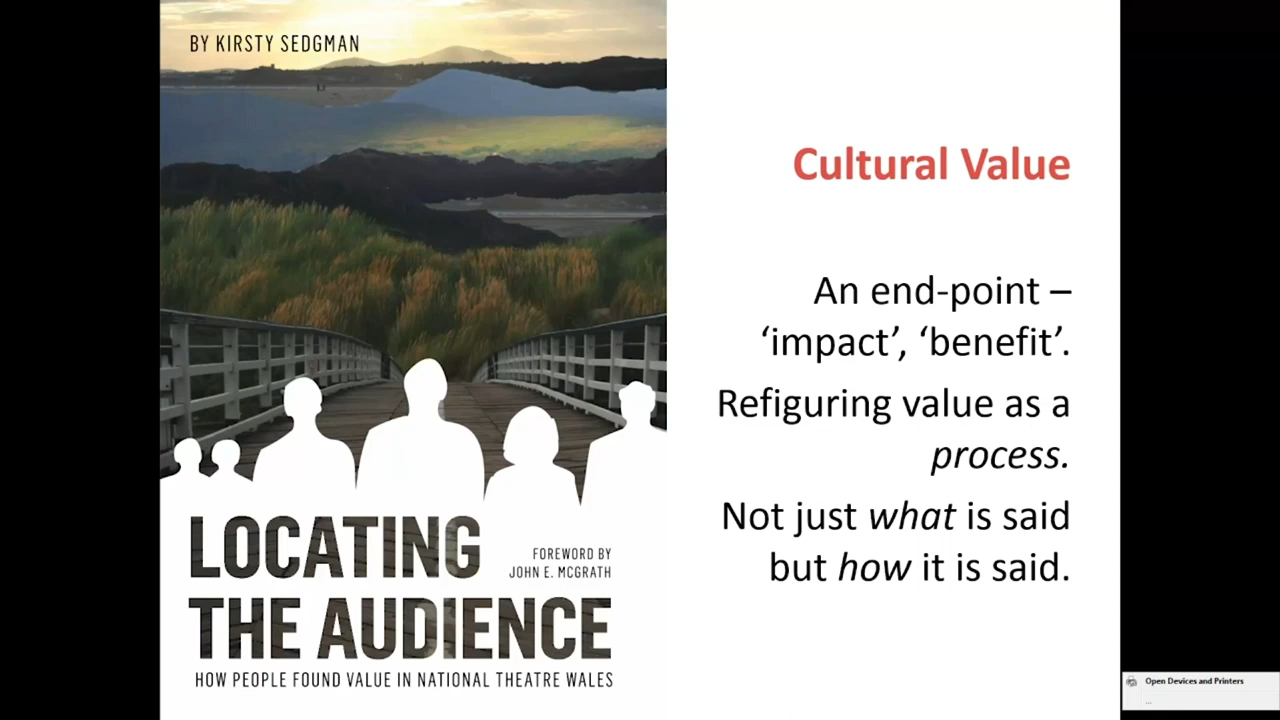 BY KIRSTY SEDGMAN
LOCATING
FOREWORD BY
JOHN E. MCGRATH
THE AUDIENCE
HOW PEOPLE FOUND VALUE IN NATIONAL THEATRE WALES
Cultural Value
An end-point –
‘impact’, ‘benefit’.
Refiguring value as a
process.
Not just what is said
but how it is said.
Open Devices and Printers
...